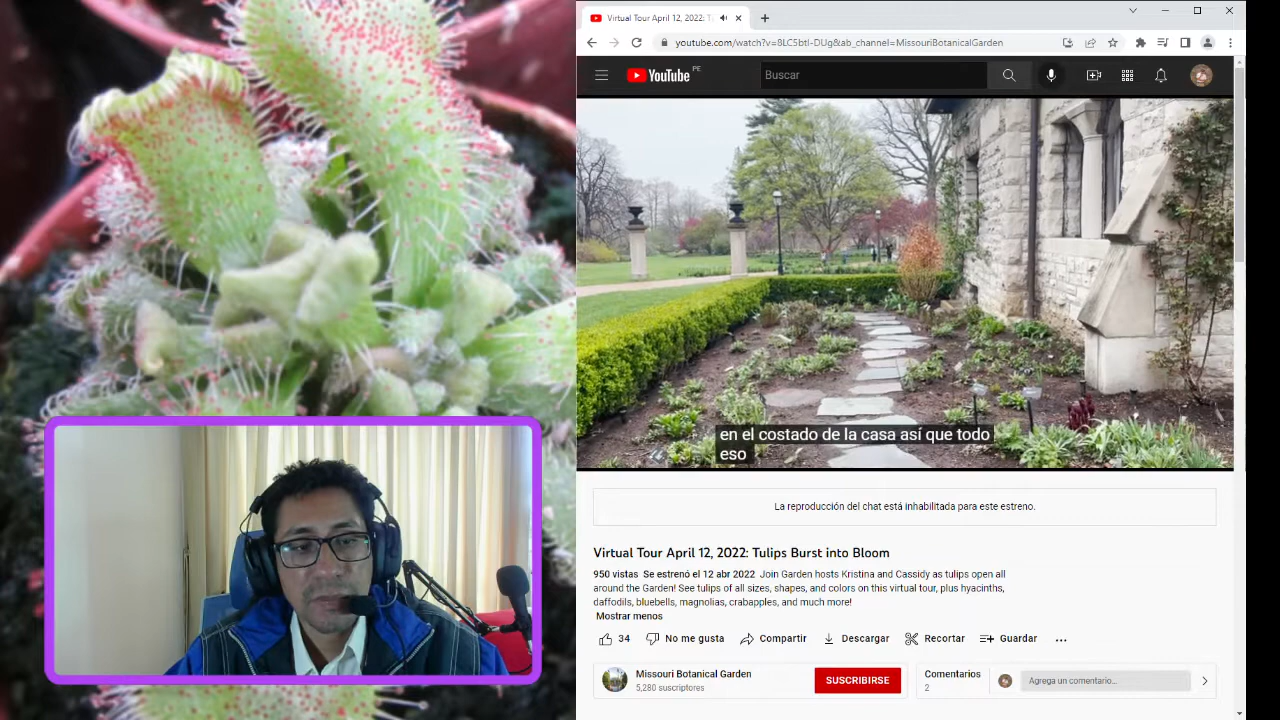 Virtual Tour April 12, 2022: T
youtube.com/watch?v=8LC5btI-DUg&ab_channel=MissouriBotanicalGarden
YouTube PE
Buscar
en el costado de la casa así que todo
eso
La reproducción del chat está inhabilitada para este estreno.
Virtual Tour April 12, 2022: Tulips Burst into Bloom
950 vistas Se estrenó el 12 abr 2022 Join Garden hosts Kristina and Cassidy as tulips open all
around the Garden! See tulips of all sizes, shapes, and colors on this virtual tour, plus hyacinths,
daffodils, bluebells, magnolias, crabapples, and much more!
Mostrar menos
34 No me gusta Compartir Descargar Recortar Guardar
Missouri Botanical Garden
5,280 suscriptores
SUSCRIBIRSE
Comentarios
2
Agrega un comentario...